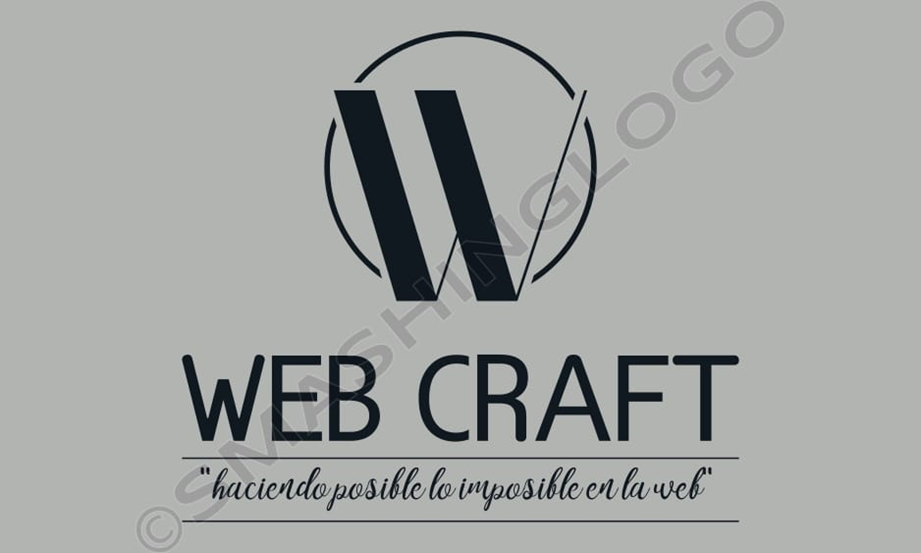 W
WEB CRAFT
"haciendo posible lo imposible en la web"
©SMASHINGLOGO